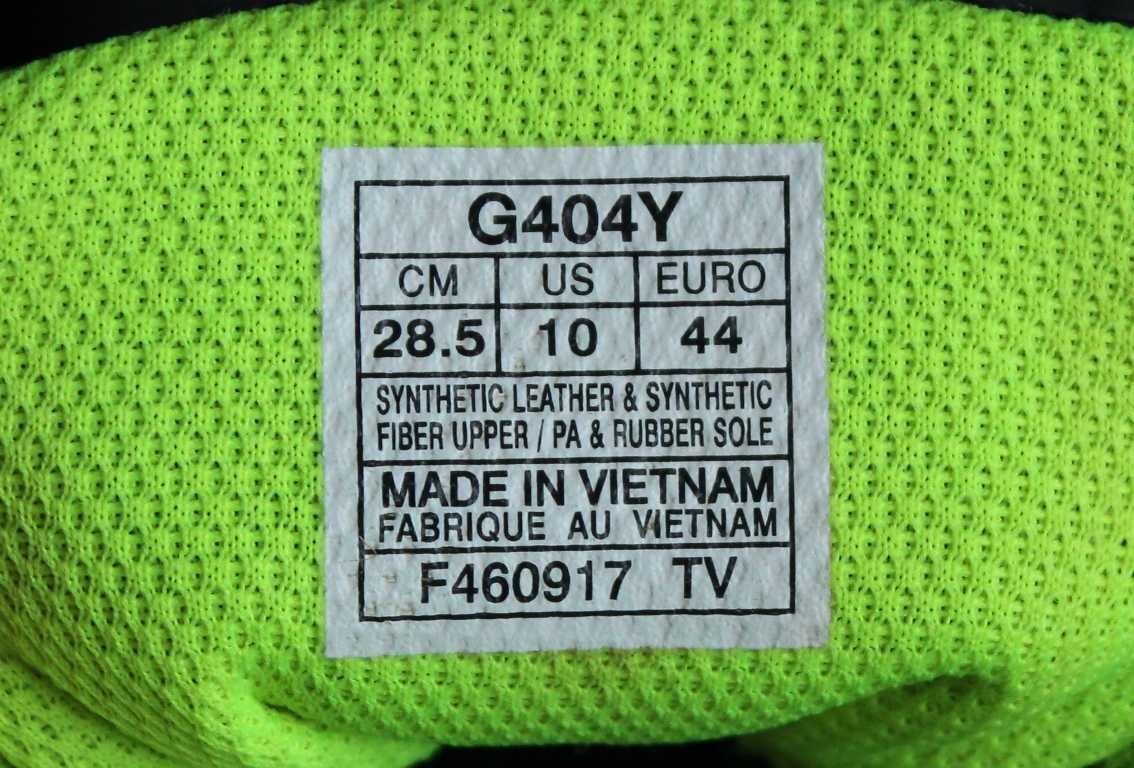 G404Y
CM US EURO
28.5 10 44
SYNTHETIC LEATHER & SYNTHETIC
FIBER UPPER / PA & RUBBER SOLE
MADE IN VIETNAM
FABRIQUE AU VIETNAM
F460917 TV